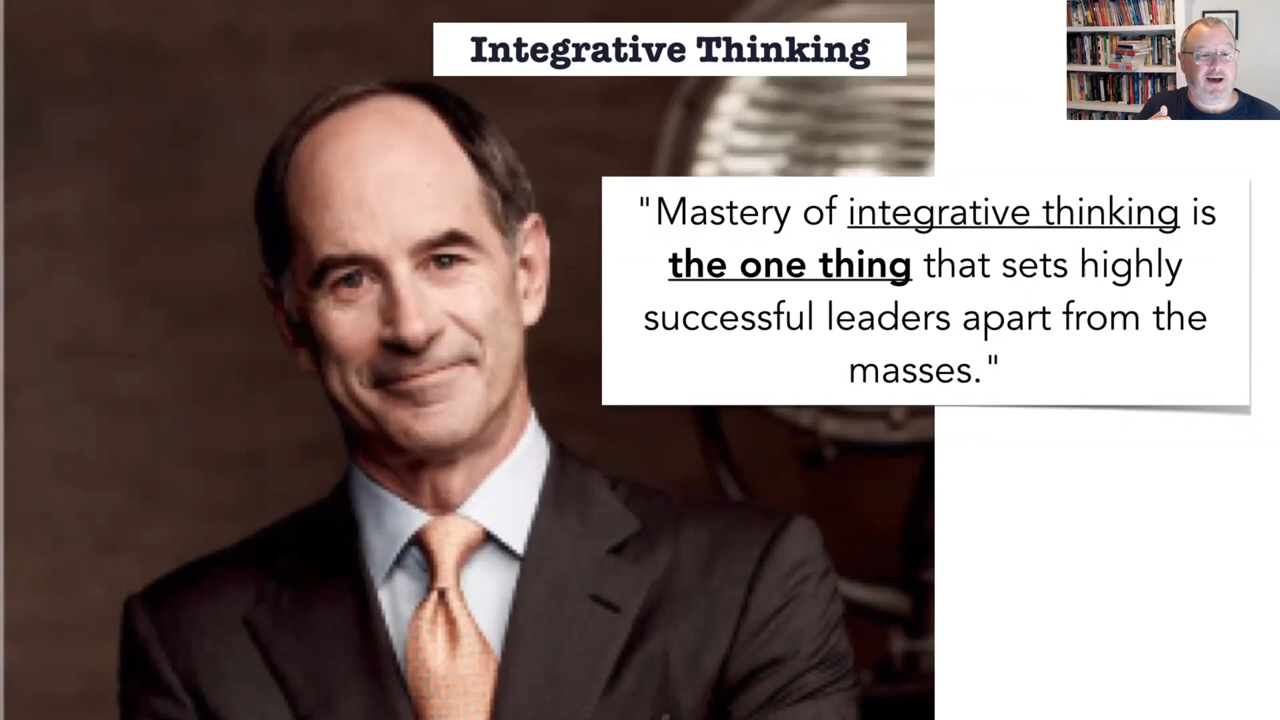 Integrative Thinking
"Mastery of integrative thinking is
the one thing that sets highly
successful leaders apart from the
masses."